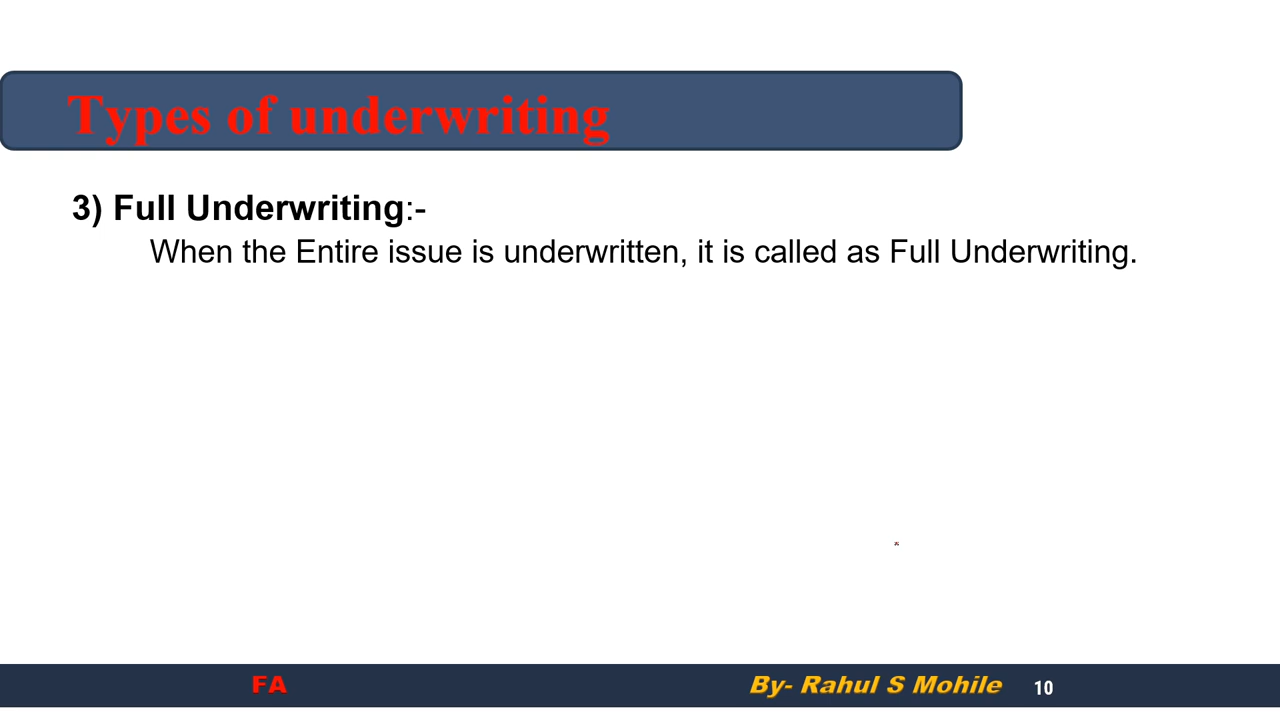 Types of underwriting
3) Full Underwriting:-
When the Entire issue is underwritten, it is called as Full Underwriting.
FA
By- Rahul S Mohile
10